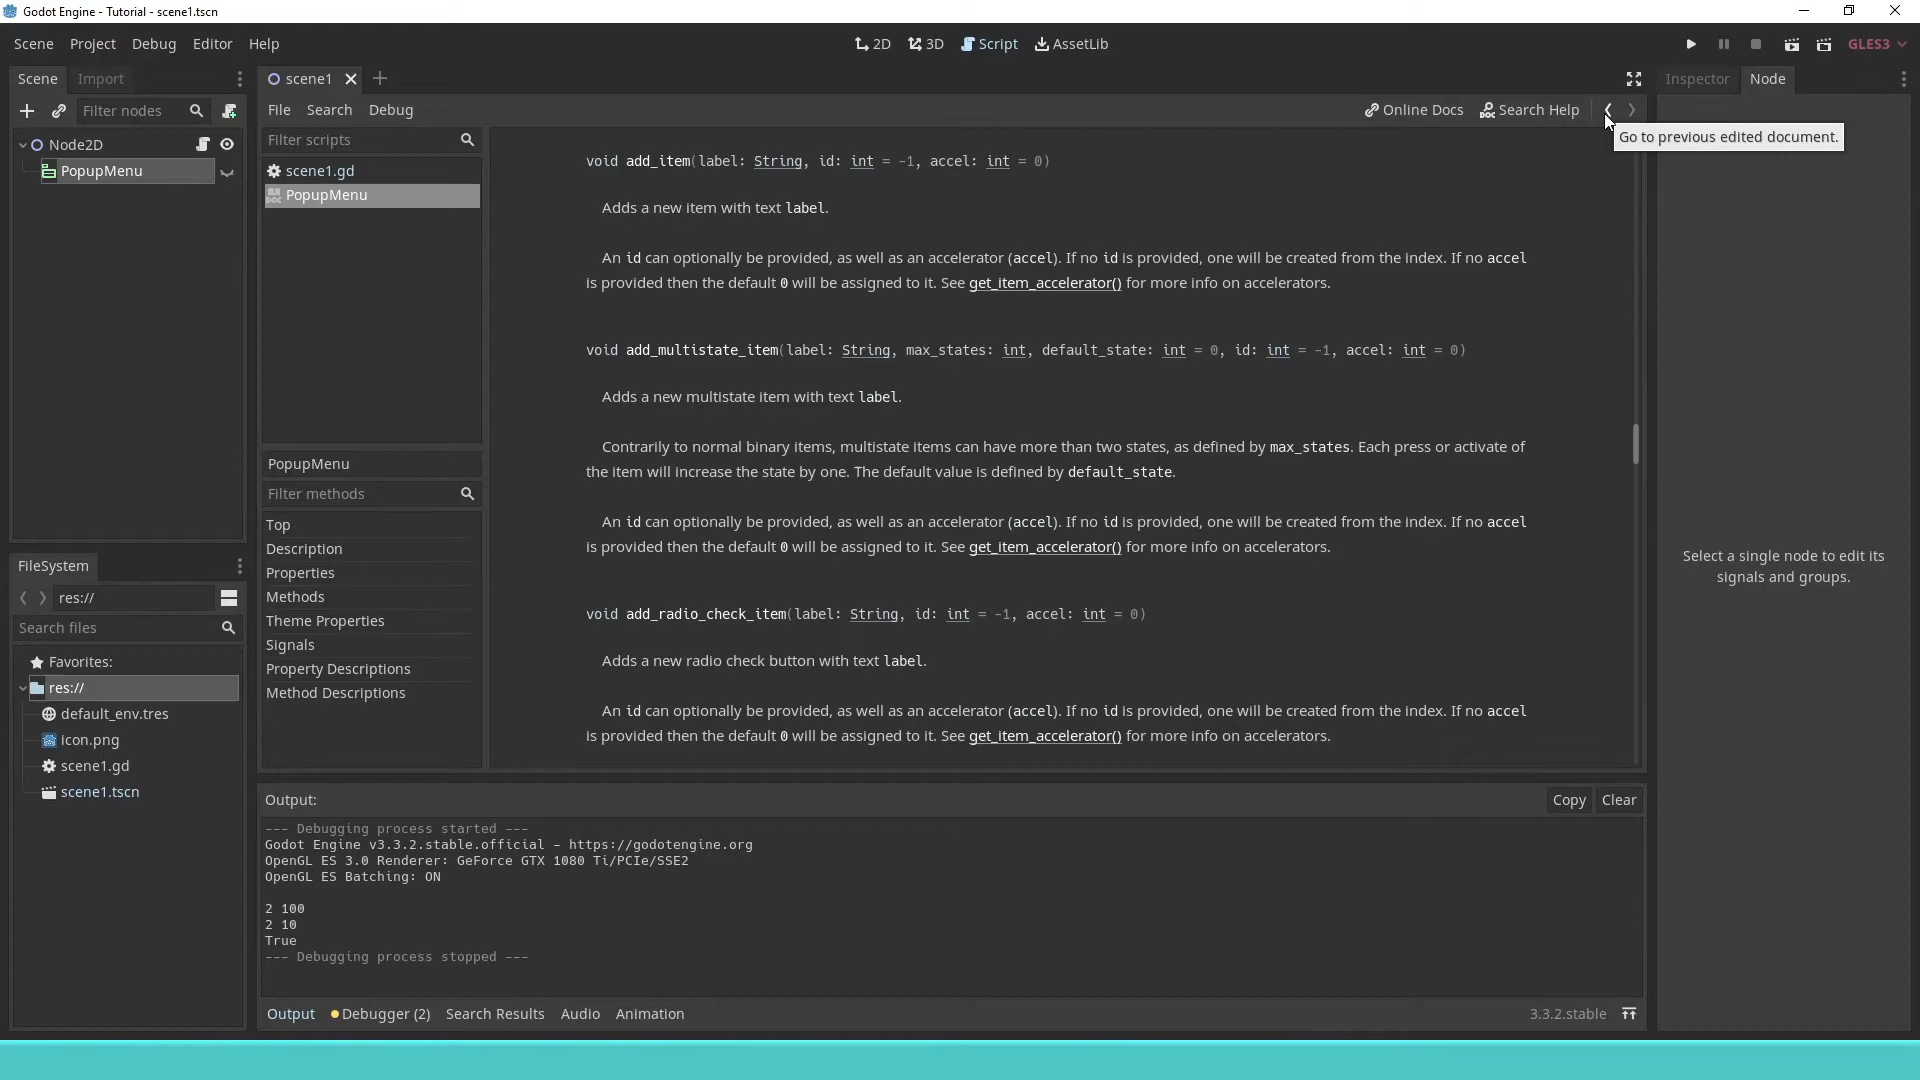 Godot Engine - Tutorial - scene1.tscn
Scene Project Debug Editor Help
2D 3D Script AssetLib
GLES3
Scene Import
scene1
Inspector Node
Filter nodes
File Search Debug
Online Docs Search Help
Go to previous edited document.
Node2D
PopupMenu
Filter scripts
scene1.gd
PopupMenu
PopupMenu
Filter methods
Top
Description
Properties
Methods
Theme Properties
Signals
Property Descriptions
Method Descriptions
void add_item(label: String, id: int = -1, accel: int = 0)
Adds a new item with text label.
An id can optionally be provided, as well as an accelerator (accel). If no id is provided, one will be created from the index. If no accel
is provided then the default 0 will be assigned to it. See get_item_accelerator() for more info on accelerators.
void add_multistate_item(label: String, max_states: int, default_state: int = 0, id: int = -1, accel: int = 0)
Adds a new multistate item with text label.
Contrarily to normal binary items, multistate items can have more than two states, as defined by max_states. Each press or activate of
the item will increase the state by one. The default value is defined by default_state.
An id can optionally be provided, as well as an accelerator (accel). If no id is provided, one will be created from the index. If no accel
is provided then the default 0 will be assigned to it. See get_item_accelerator() for more info on accelerators.
void add_radio_check_item(label: String, id: int = -1, accel: int = 0)
Adds a new radio check button with text label.
An id can optionally be provided, as well as an accelerator (accel). If no id is provided, one will be created from the index. If no accel
is provided then the default 0 will be assigned to it. See get_item_accelerator() for more info on accelerators.
Select a single node to edit its
signals and groups.
FileSystem
res://
Search files
Favorites:
res://
default_env.tres
icon.png
scene1.gd
scene1.tscn
Output:
Copy Clear
--- Debugging process started ---
Godot Engine v3.3.2.stable.official - https://godotengine.org
OpenGL ES 3.0 Renderer: GeForce GTX 1080 Ti/PCIe/SSE2
OpenGL ES Batching: ON
2 100
2 10
True
--- Debugging process stopped ---
Output Debugger (2) Search Results Audio Animation
3.3.2.stable